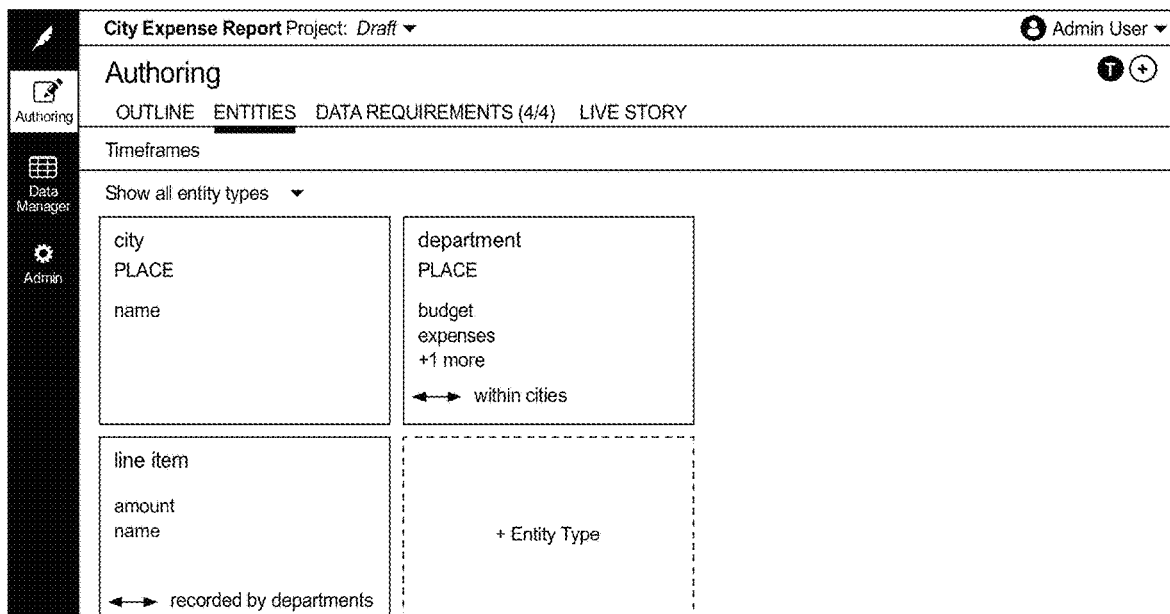 City Expense Report Project: Draft
Admin User
Authoring
T +
Authoring
OUTLINE ENTITIES DATA REQUIREMENTS (4/4) LIVE STORY
Timeframes
Data
Manager
Show all entity types
Admin
city
PLACE
name
department
PLACE
budget
expenses
+1 more
within cities
line item
amount
name
recorded by departments
+ Entity Type